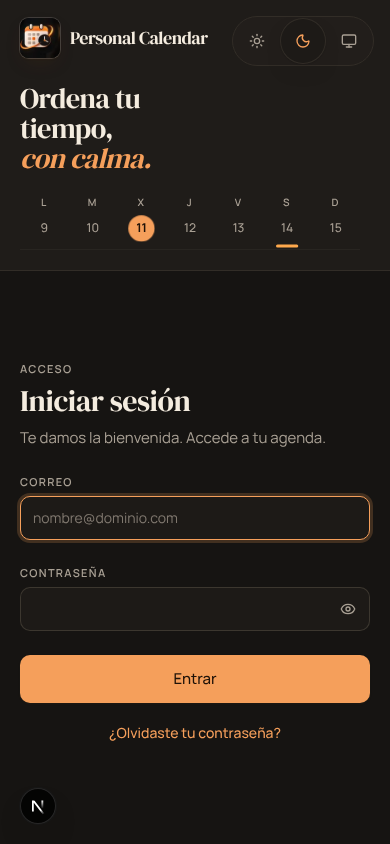 Personal Calendar
Ordena tu
tiempo,
con calma.
L M X J V S D
9 10 11 12 13 14 15
ACCESO
Iniciar sesión
Te damos la bienvenida. Accede a tu agenda.
CORREO
nombre@dominio.com
CONTRASEÑA
Entrar
¿Olvidaste tu contraseña?
N